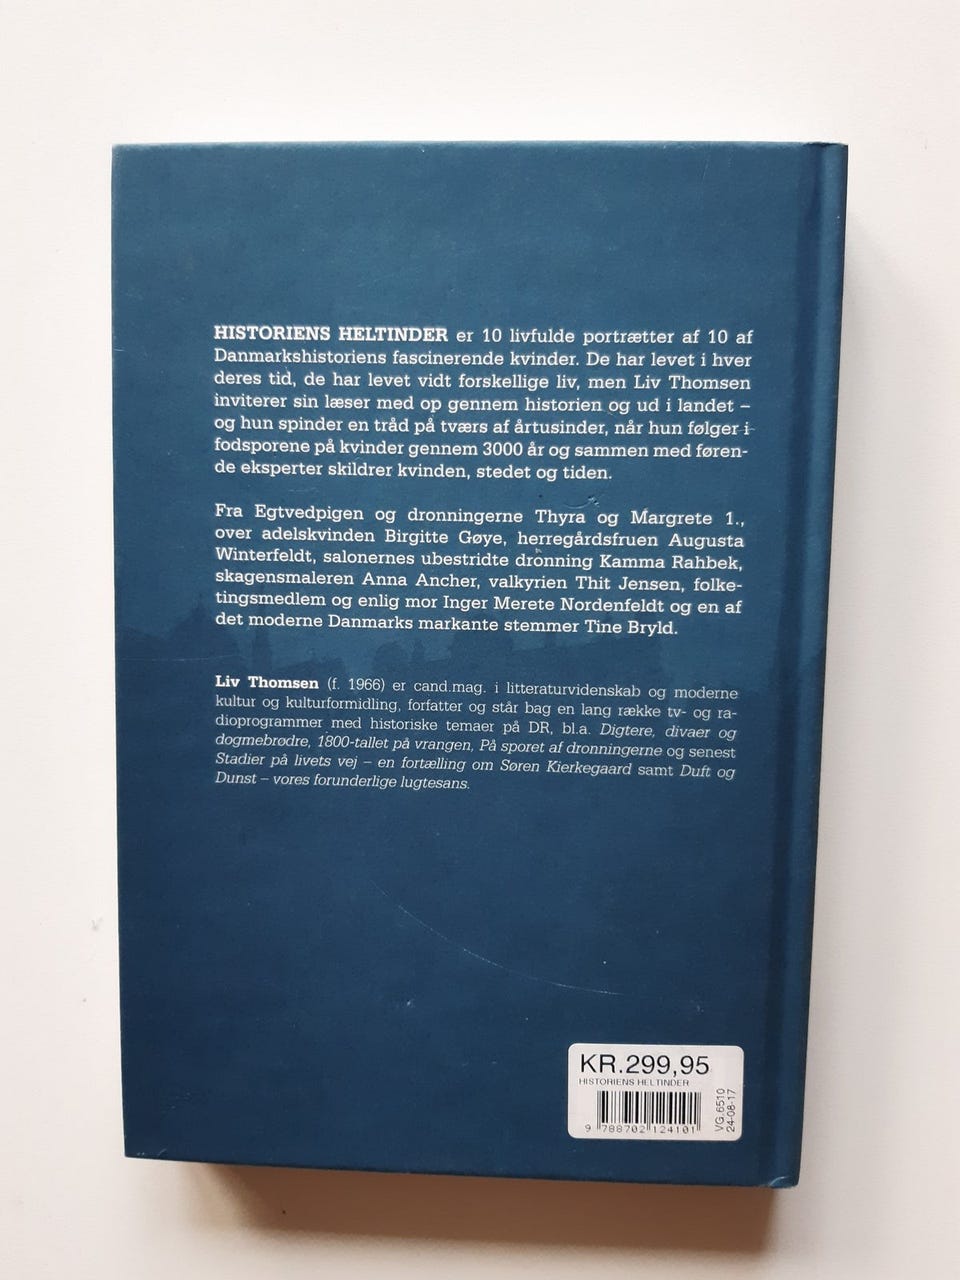 HISTORIENS HELTINDER er 10 livfulde portrætter af 10 af
Danmarkshistoriens fascinerende kvinder. De har levet i hver
deres tid, de har levet vidt forskellige liv, men Liv Thomsen
inviterer sin læser med op gennem historien og ud i landet –
og hun spinder en tråd på tværs af årtusinder, når hun følger i
fodsporene på kvinder gennem 3000 år og sammen med føren-
de eksperter skildrer kvinden, stedet og tiden.
Fra Egtvedpigen og dronningerne Thyra og Margrete 1.,
over adelskvinden Birgitte Gøye, herregårdsfruen Augusta
Winterfeldt, salonernes ubestridte dronning Kamma Rahbek,
skagensmaleren Anna Ancher, valkyrien Thit Jensen, folke-
tingsmedlem og enlig mor Inger Merete Nordenfeldt og en af
det moderne Danmarks markante stemmer Tine Bryld.
Liv Thomsen (f. 1966) er cand.mag. i litteraturvidenskab og moderne
kultur og kulturformidling, forfatter og står bag en lang række tv- og ra-
dioprogrammer med historiske temaer på DR, bl.a. Digtere, divaer og
dogmebrødre, 1800-tallet på vrangen, På sporet af dronningerne og senest
Stadier på livets vej – en fortælling om Søren Kierkegaard samt Duft og
Dunst – vores forunderlige lugtesans.
KR.299,95
HISTORIENS HELTINDER
9 788702 124101
VG.6510
24-08-17